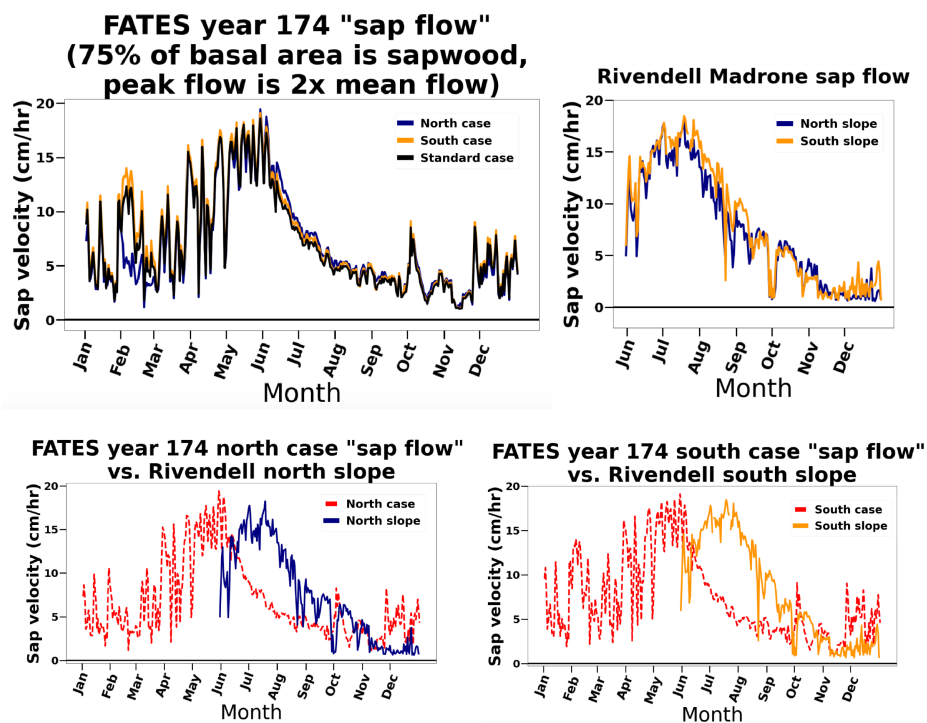 FATES year 174 "sap flow"
(75% of basal area is sapwood,
peak flow is 2x mean flow)
Sap velocity (cm/hr)
20
15
10
5
0
North case
South case
Standard case
Jan
Feb
Mar
Apr
May
Jun
Jul
Aug
Sep
Oct
Nov
Dec
Month
Rivendell Madrone sap flow
Sap velocity (cm/hr)
20
15
10
5
0
North slope
South slope
Jun
Jul
Aug
Sep
Oct
Nov
Dec
Month
FATES year 174 north case "sap flow"
vs. Rivendell north slope
Sap velocity (cm/hr)
20
15
10
5
0
North case
North slope
Jan
Feb
Mar
Apr
May
Jun
Jul
Aug
Sep
Oct
Nov
Dec
Month
FATES year 174 south case "sap flow"
vs. Rivendell south slope
Sap velocity (cm/hr)
20
15
10
5
0
South case
South slope
Jan
Feb
Mar
Apr
May
Jun
Jul
Aug
Sep
Oct
Nov
Dec
Month